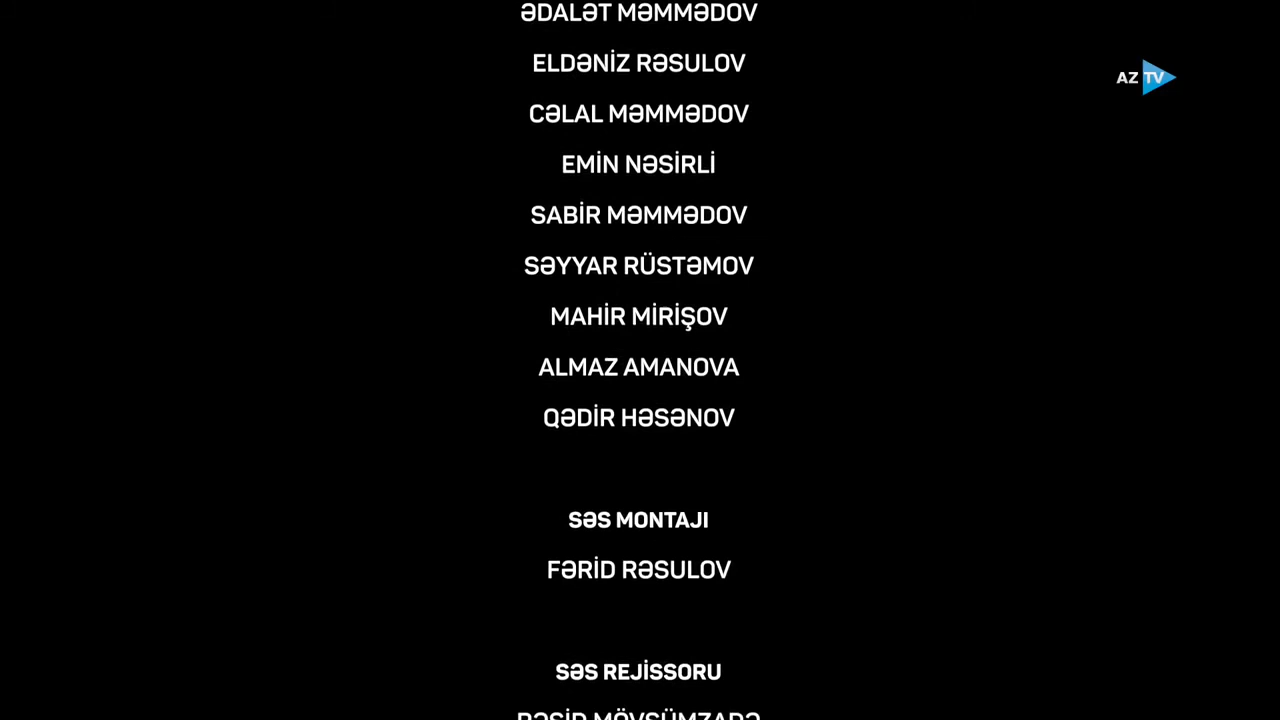 ƏDALƏT MƏMMƏDOV
AZ TV
ELDƏNİZ RƏSULOV
CƏLAL MƏMMƏDOV
EMİN NƏSİRLİ
SABİR MƏMMƏDOV
SƏYYAR RÜSTƏMOV
MAHİR MİRİŞOV
ALMAZ AMANOVA
QƏDİR HƏSƏNOV
SƏS MONTAJI
FƏRİD RƏSULOV
SƏS REJİSSORU